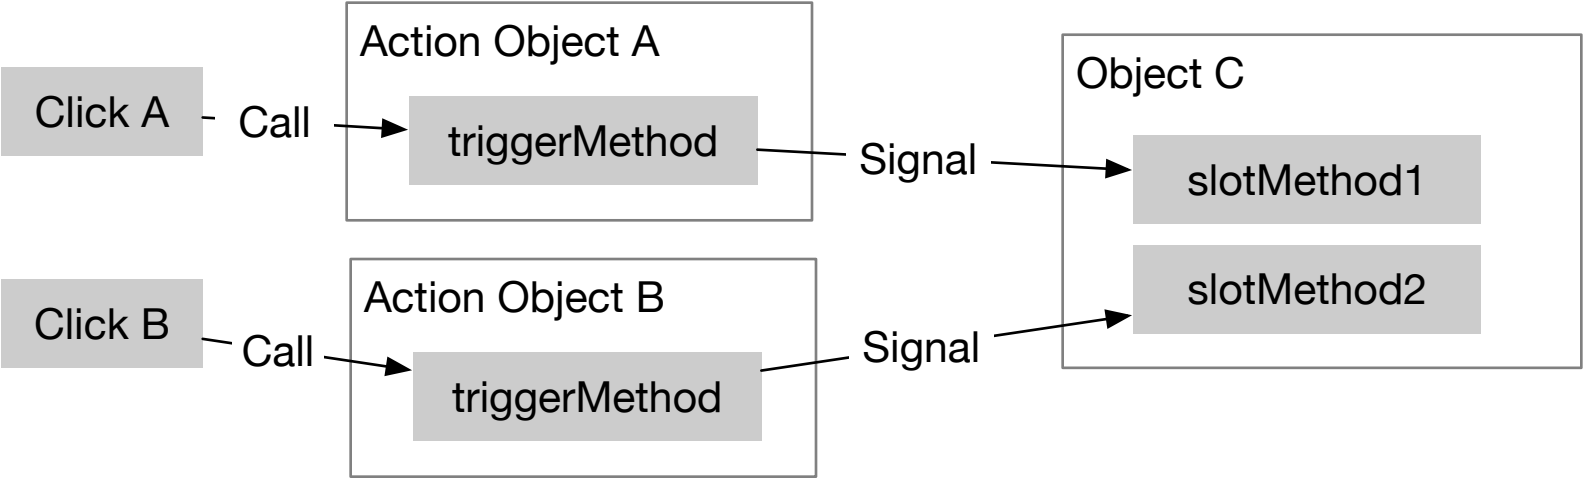 Action Object A
Click A
Call
triggerMethod
Signal
Object C
slotMethod1
slotMethod2
Action Object B
Click B
Call
triggerMethod
Signal